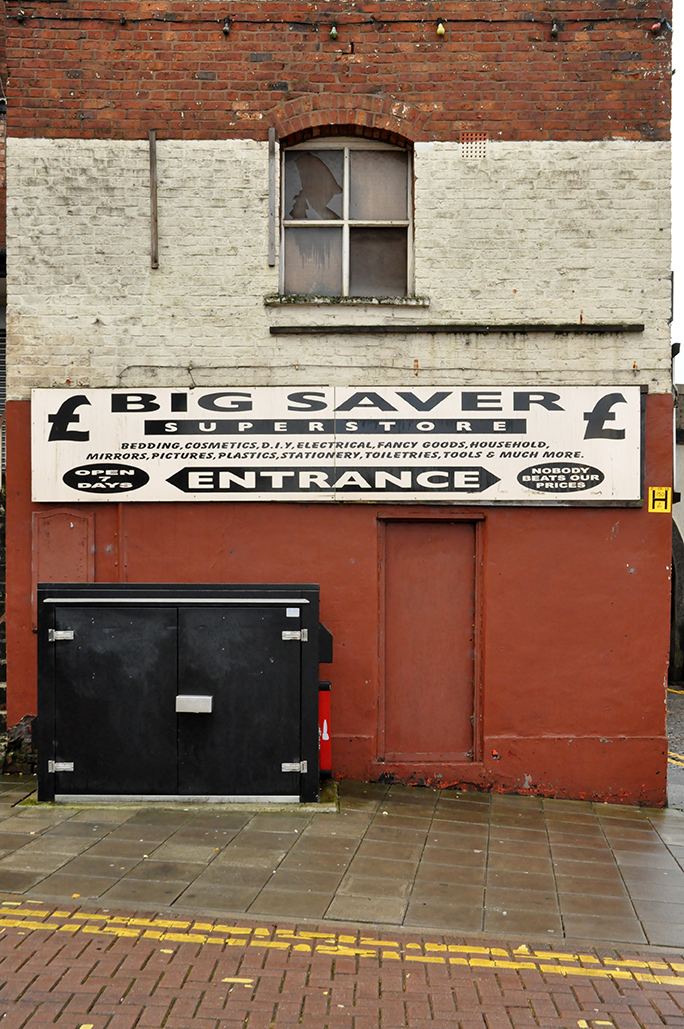 £ BIG SAVER £
SUPERSTORE
BEDDING,COSMETICS,D.I.Y,ELECTRICAL,FANCY GOODS,HOUSEHOLD,
MIRRORS,PICTURES,PLASTICS,STATIONERY,TOILETRIES,TOOLS & MUCH MORE.
OPEN
7
DAYS
ENTRANCE
NOBODY
BEATS OUR
PRICES
H